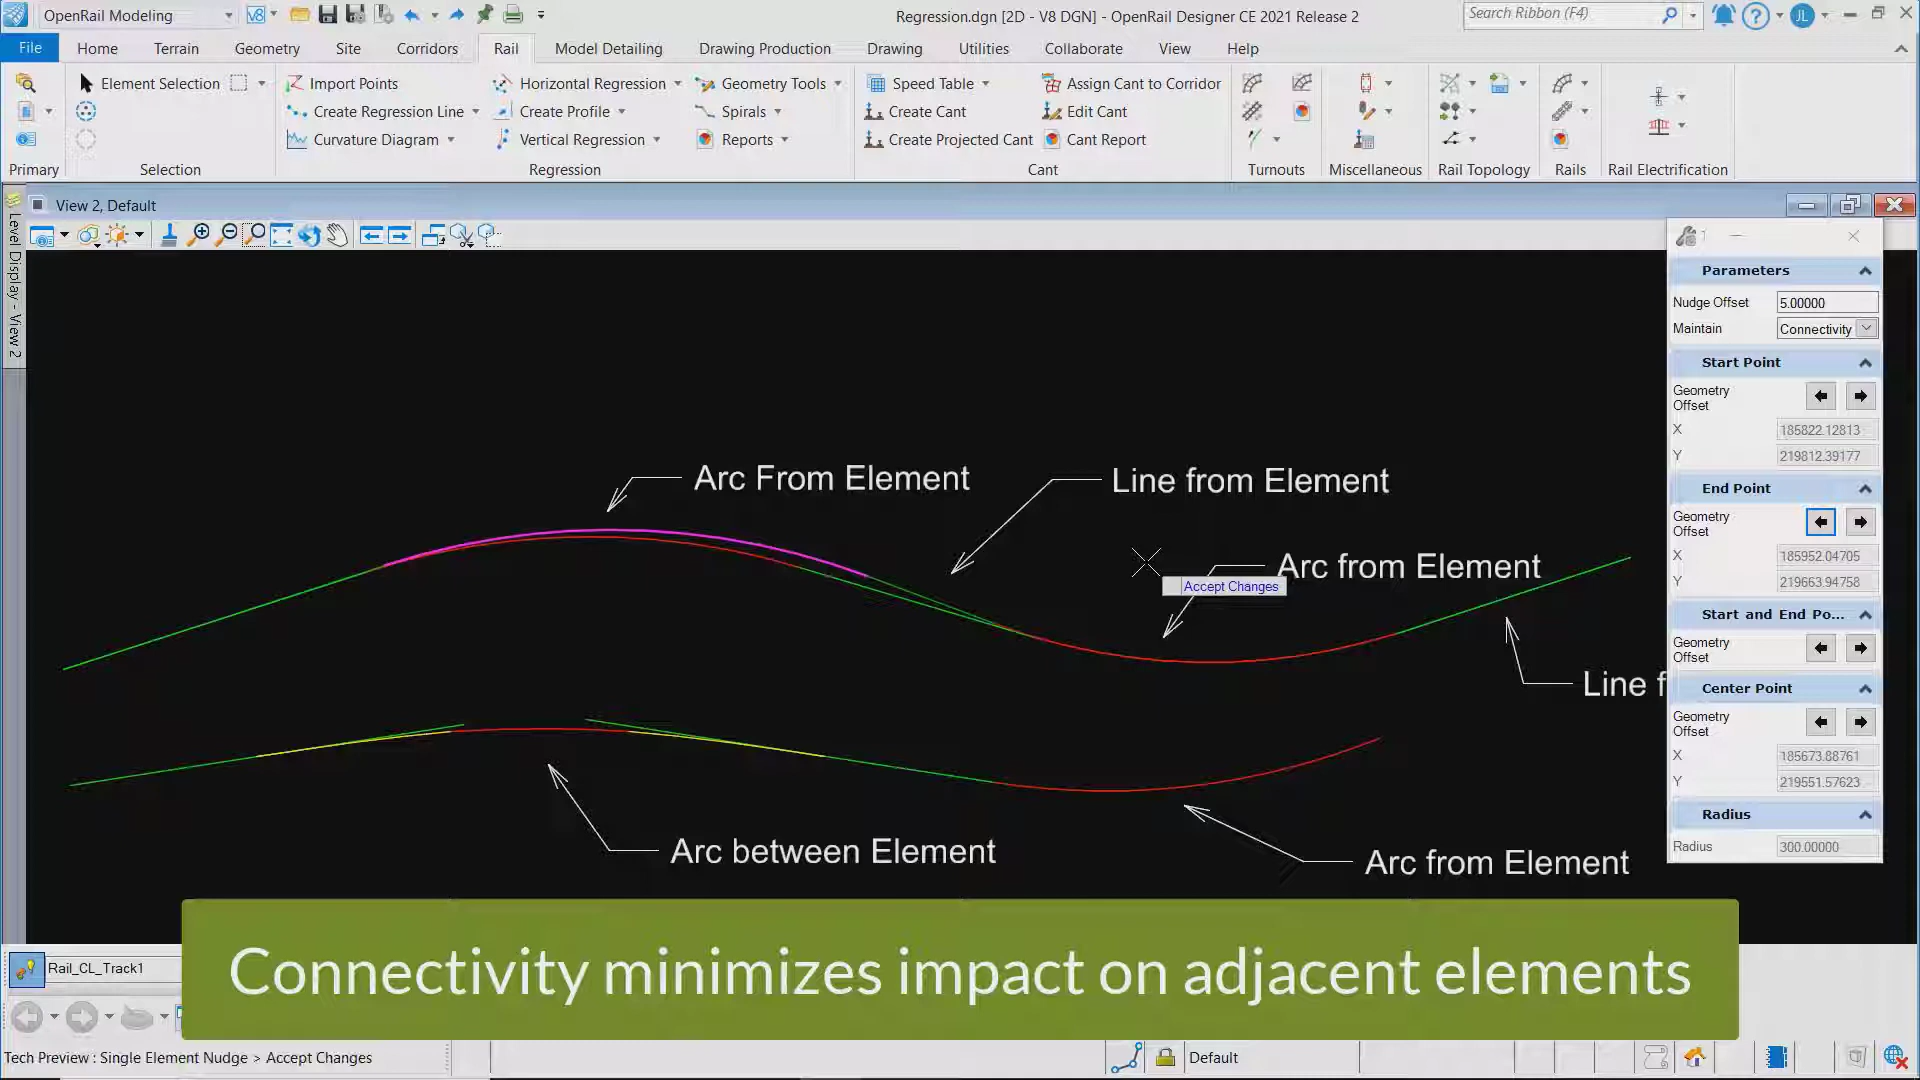 OpenRail Modeling
V8
Regression.dgn [2D - V8 DGN] - OpenRail Designer CE 2021 Release 2
Search Ribbon (F4)
JL
File Home Terrain Geometry Site Corridors Rail Model Detailing Drawing Production Drawing Utilities Collaborate View Help
Element Selection
Import Points
Horizontal Regression
Geometry Tools
Speed Table
Assign Cant to Corridor
Create Regression Line
Create Profile
Spirals
Create Cant
Edit Cant
Curvature Diagram
Vertical Regression
Reports
Create Projected Cant
Cant Report
Primary
Selection
Regression
Cant
Turnouts
Miscellaneous
Rail Topology
Rails
Rail Electrification
View 2, Default
Level Display - View 2
Parameters
Nudge Offset 5.00000
Maintain Connectivity
Start Point
Geometry
Offset
X 185822.12813
Y 219812.39177
End Point
Geometry
Offset
X 185952.04705
Y 219663.94758
Start and End Po...
Geometry
Offset
Center Point
Geometry
Offset
X 185673.88761
Y 219551.57623
Radius
Radius 300.00000
Arc From Element
Line from Element
Arc from Element
Accept Changes
Line f
Arc between Element
Arc from Element
Connectivity minimizes impact on adjacent elements
Rail_CL_Track1
Tech Preview : Single Element Nudge > Accept Changes
Default